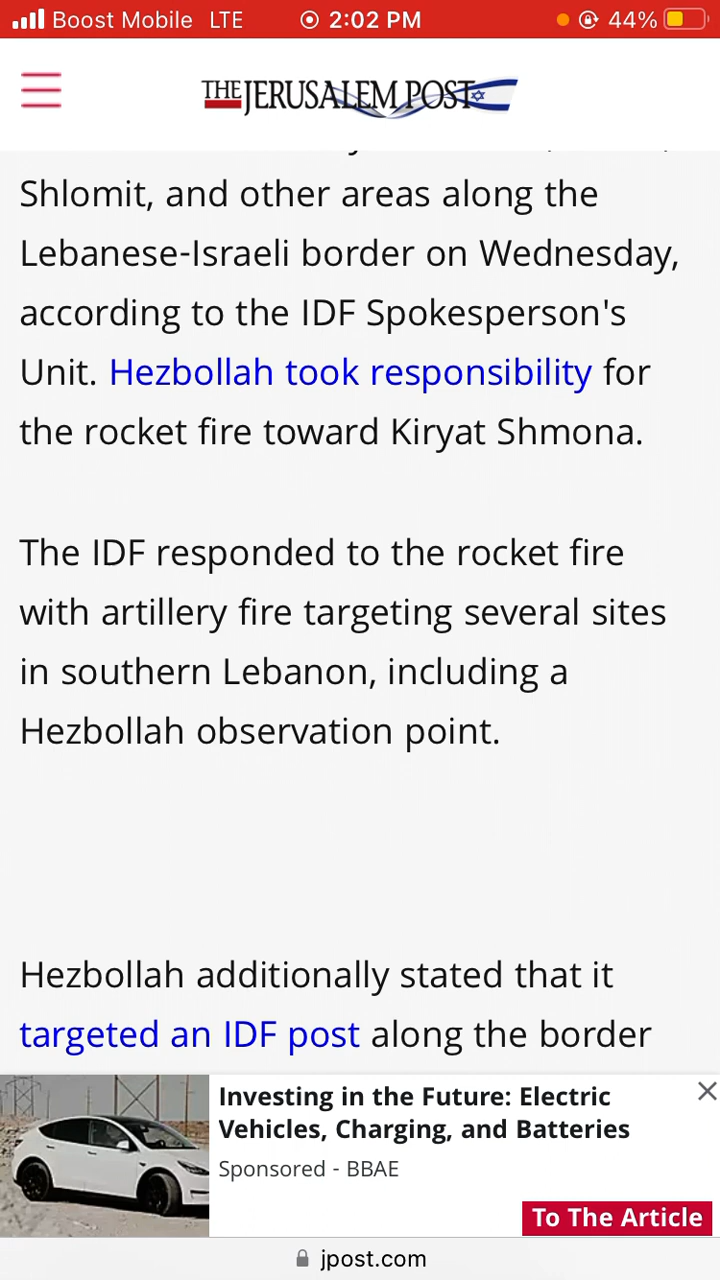 Boost Mobile LTE 2:02 PM 44%
THE JERUSALEM POST
Shlomit, and other areas along the
Lebanese-Israeli border on Wednesday,
according to the IDF Spokesperson's
Unit. Hezbollah took responsibility for
the rocket fire toward Kiryat Shmona.
The IDF responded to the rocket fire
with artillery fire targeting several sites
in southern Lebanon, including a
Hezbollah observation point.
Hezbollah additionally stated that it
targeted an IDF post along the border
Investing in the Future: Electric
Vehicles, Charging, and Batteries
Sponsored - BBAE
To The Article
jpost.com